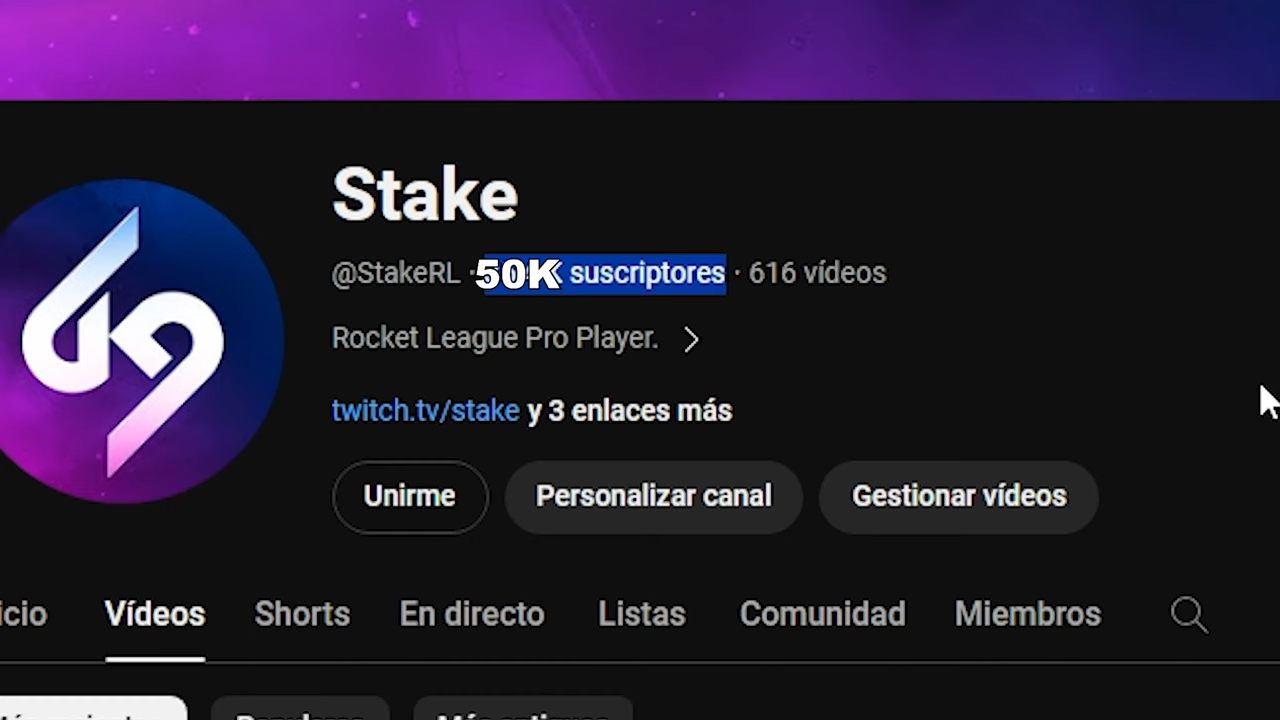 Stake
@StakeRL · 50K suscriptores · 616 vídeos
Rocket League Pro Player.
twitch.tv/stake y 3 enlaces más
Unirme Personalizar canal Gestionar vídeos
icio Vídeos Shorts En directo Listas Comunidad Miembros